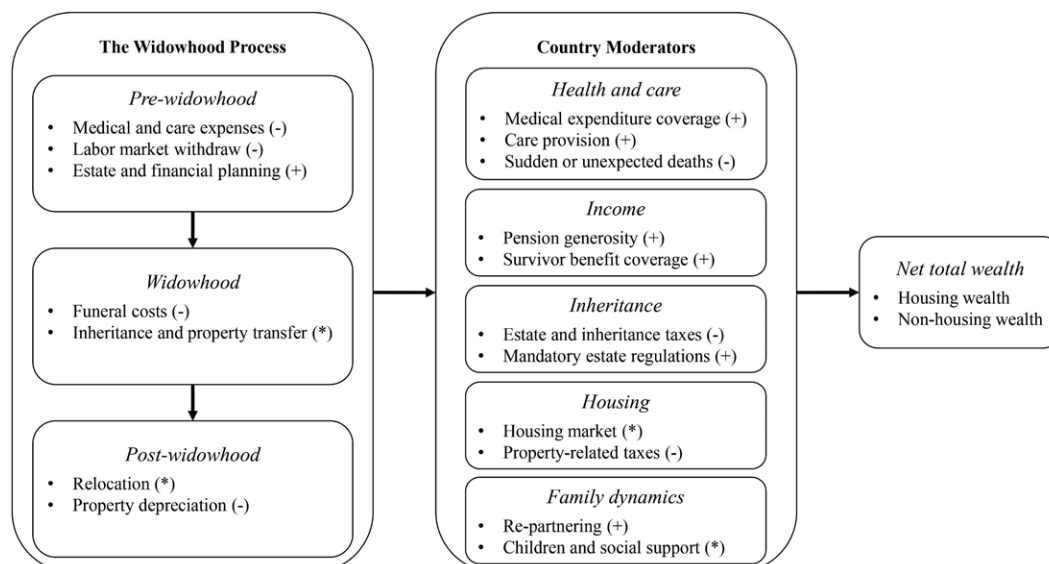 The Widowhood Process
Pre-widowhood
• Medical and care expenses (-)
• Labor market withdraw (-)
• Estate and financial planning (+)
Widowhood
• Funeral costs (-)
• Inheritance and property transfer (*)
Post-widowhood
• Relocation (*)
• Property depreciation (-)
Country Moderators
Health and care
• Medical expenditure coverage (+)
• Care provision (+)
• Sudden or unexpected deaths (-)
Income
• Pension generosity (+)
• Survivor benefit coverage (+)
Inheritance
• Estate and inheritance taxes (-)
• Mandatory estate regulations (+)
Housing
• Housing market (*)
• Property-related taxes (-)
Family dynamics
• Re-partnering (+)
• Children and social support (*)
Net total wealth
• Housing wealth
• Non-housing wealth